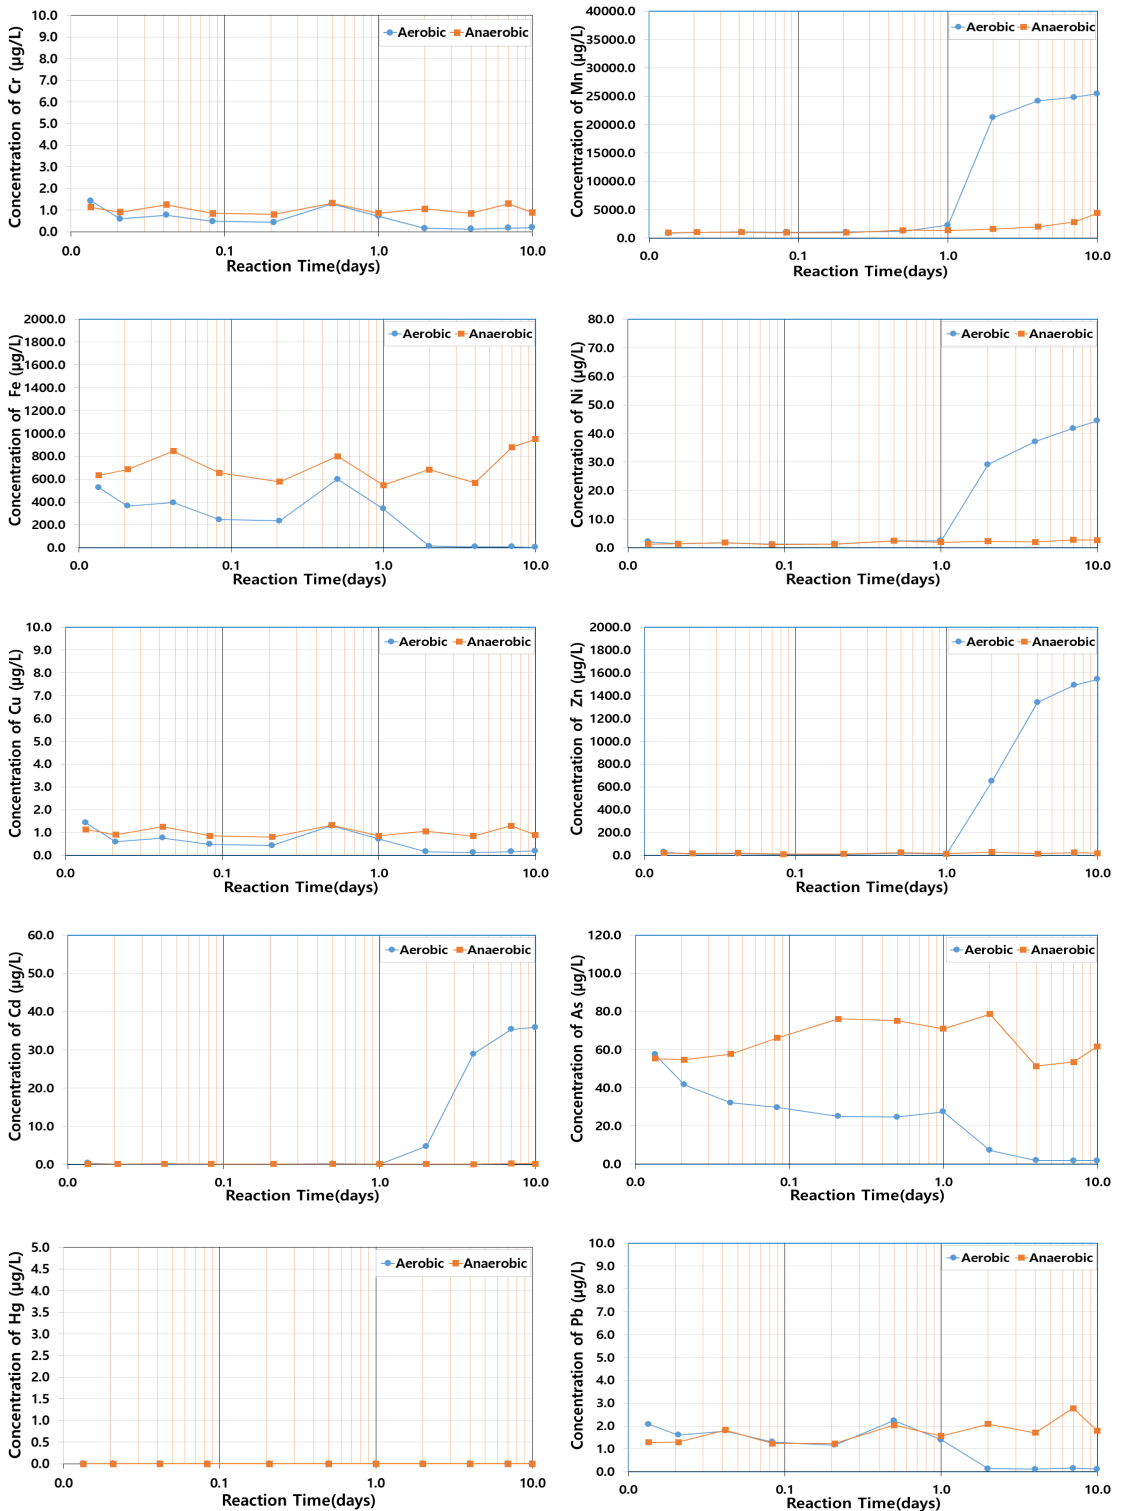 Concentration of Cr (µg/L)
10.0
9.0
8.0
7.0
6.0
5.0
4.0
3.0
2.0
1.0
0.0
Aerobic Anaerobic
0.0 0.1 1.0 10.0
Reaction Time(days)
Concentration of Mn (µg/L)
40000.0
35000.0
30000.0
25000.0
20000.0
15000.0
10000.0
5000.0
0.0
Aerobic Anaerobic
0.0 0.1 1.0 10.0
Reaction Time(days)
Concentration of Fe (µg/L)
2000.0
1800.0
1600.0
1400.0
1200.0
1000.0
800.0
600.0
400.0
200.0
0.0
Aerobic Anaerobic
0.0 0.1 1.0 10.0
Reaction Time(days)
Concentration of Ni (µg/L)
80.0
70.0
60.0
50.0
40.0
30.0
20.0
10.0
0.0
Aerobic Anaerobic
0.0 0.1 1.0 10.0
Reaction Time(days)
Concentration of Cu (µg/L)
10.0
9.0
8.0
7.0
6.0
5.0
4.0
3.0
2.0
1.0
0.0
Aerobic Anaerobic
0.0 0.1 1.0 10.0
Reaction Time(days)
Concentration of Zn (µg/L)
2000.0
1800.0
1600.0
1400.0
1200.0
1000.0
800.0
600.0
400.0
200.0
0.0
Aerobic Anaerobic
0.0 0.1 1.0 10.0
Reaction Time(days)
Concentration of Cd (µg/L)
60.0
50.0
40.0
30.0
20.0
10.0
0.0
Aerobic Anaerobic
0.0 0.1 1.0 10.0
Reaction Time(days)
Concentration of As (µg/L)
120.0
100.0
80.0
60.0
40.0
20.0
0.0
Aerobic Anaerobic
0.0 0.1 1.0 10.0
Reaction Time(days)
Concentration of Hg (µg/L)
5.0
4.5
4.0
3.5
3.0
2.5
2.0
1.5
1.0
0.5
0.0
Aerobic Anaerobic
0.0 0.1 1.0 10.0
Reaction Time(days)
Concentration of Pb (µg/L)
10.0
9.0
8.0
7.0
6.0
5.0
4.0
3.0
2.0
1.0
0.0
Aerobic Anaerobic
0.0 0.1 1.0 10.0
Reaction Time(days)